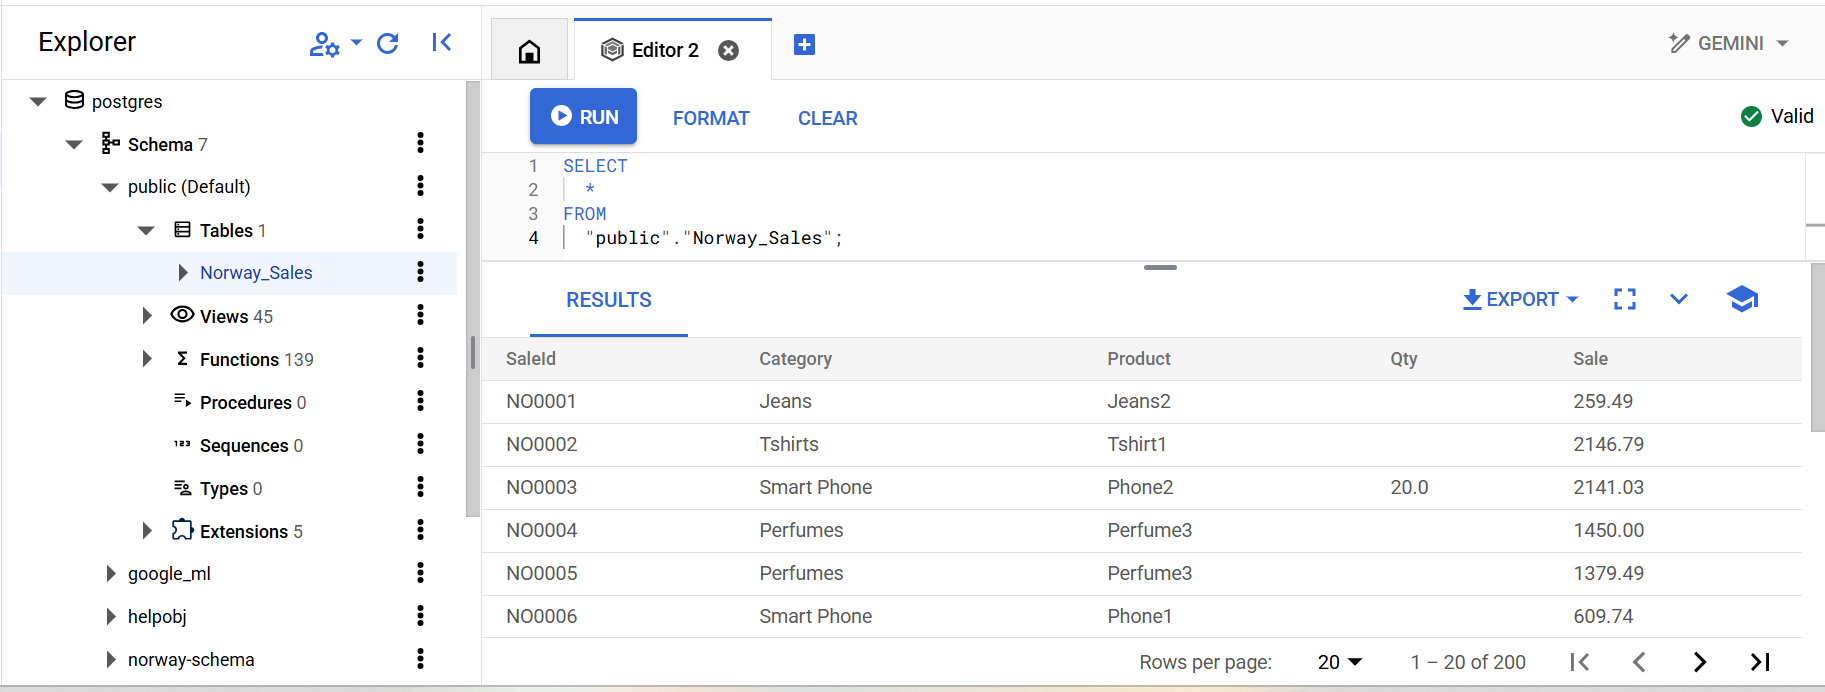 Explorer
Editor 2
GEMINI
postgres
Schema 7
public (Default)
Tables 1
Norway_Sales
Views 45
Functions 139
Procedures 0
123 Sequences 0
Types 0
Extensions 5
google_ml
helpobj
norway-schema
RUN FORMAT CLEAR Valid
1 SELECT
2 *
3 FROM
4 "public"."Norway_Sales";
RESULTS EXPORT
SaleId Category Product Qty Sale
NO0001 Jeans Jeans2 259.49
NO0002 Tshirts Tshirt1 2146.79
NO0003 Smart Phone Phone2 20.0 2141.03
NO0004 Perfumes Perfume3 1450.00
NO0005 Perfumes Perfume3 1379.49
NO0006 Smart Phone Phone1 609.74
Rows per page: 20 1 – 20 of 200